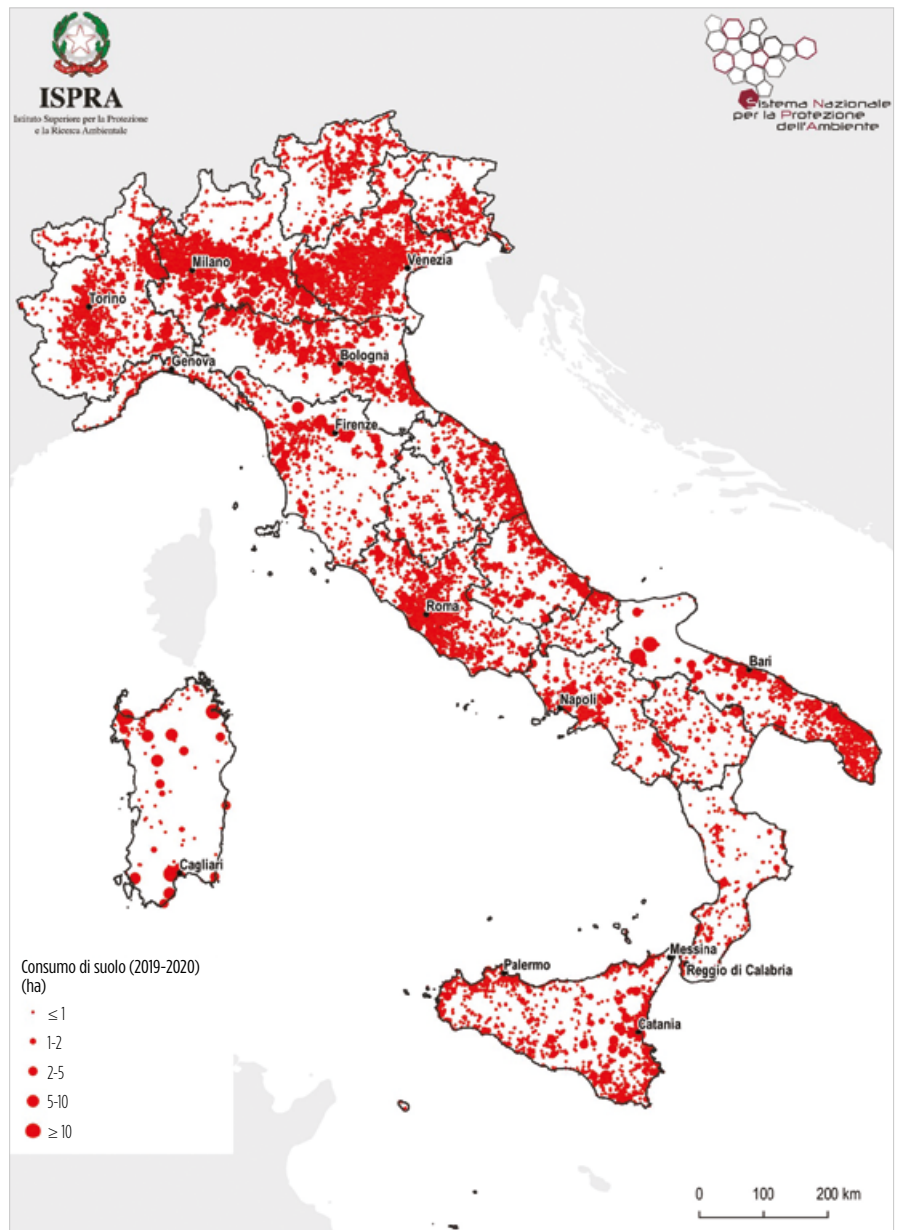 ISPRA
Istituto Superiore per la Protezione
e la Ricerca Ambientale
Sistema Nazionale
per la Protezione
dell'Ambiente
Milano
Venezia
Torino
Bologna
Genova
Firenze
Roma
Bari
Napoli
Cagliari
Messina
Palermo
Reggio di Calabria
Catania
Consumo di suolo (2019-2020)
(ha)
≤ 1
1-2
2-5
5-10
≥ 10
0 100 200 km